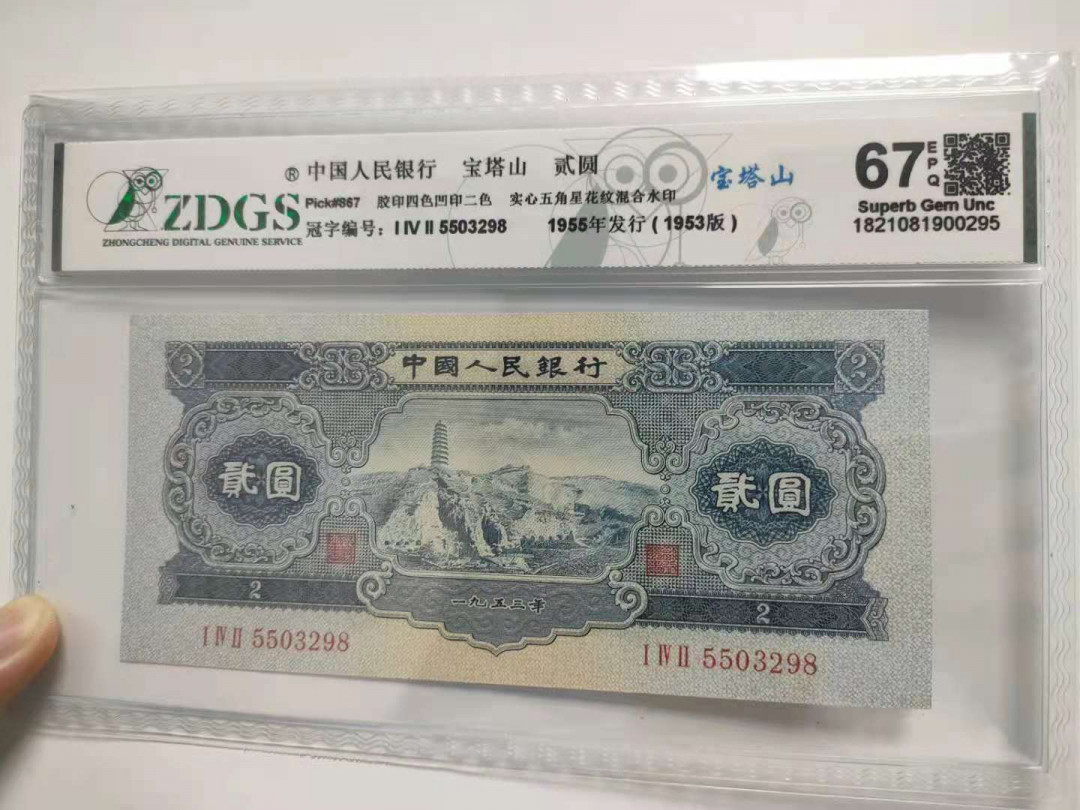 ®中国人民银行 宝塔山 贰圆
宝塔山
67 EPQ
ZDGS
Pick#867 胶印四色凹印二色 实心五角星花纹混合水印
Superb Gem Unc
ZHONGCHENG DIGITAL GENUINE SERVICE
冠字编号：I IV II 5503298 1955年发行(1953版)
1821081900295
2
中國人民銀行
2
貳圓
貳圓
2
一九五三年
2
I IV II 5503298
I IV II 5503298